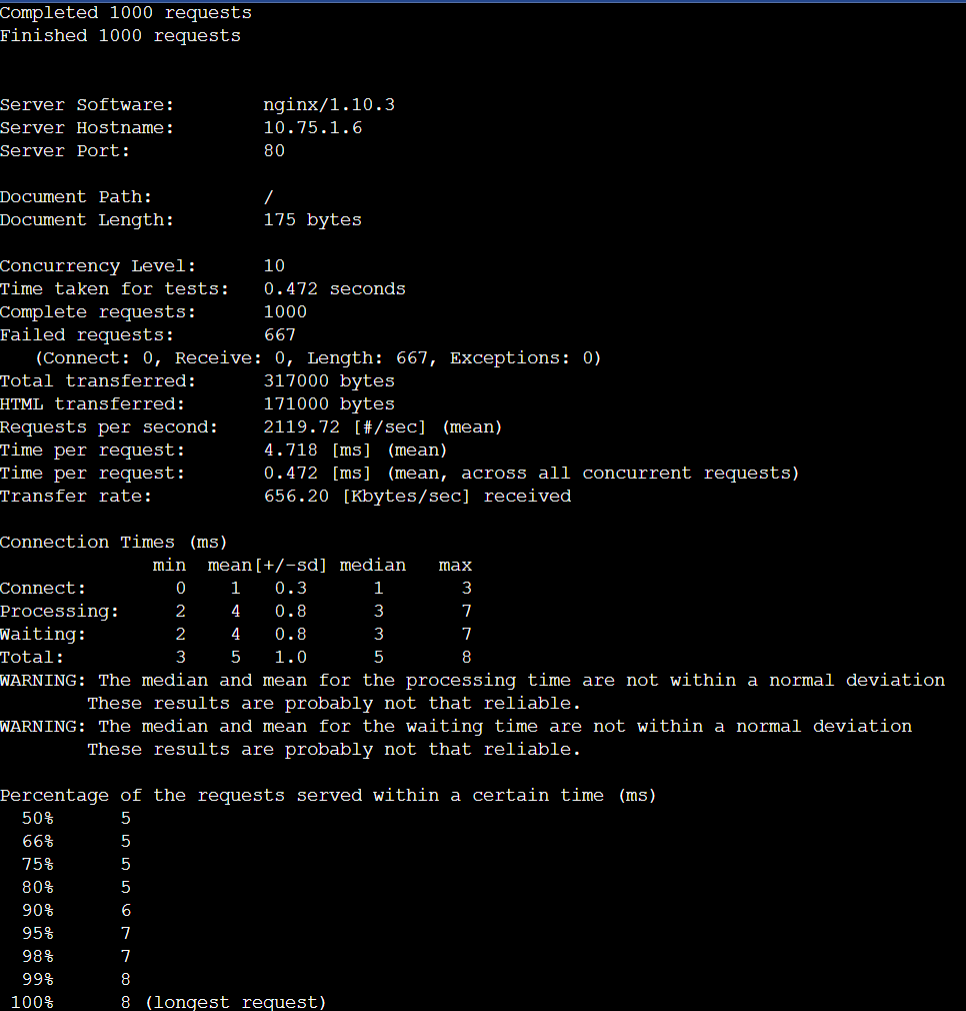 Completed 1000 requests
Finished 1000 requests
Server Software:        nginx/1.10.3
Server Hostname:        10.75.1.6
Server Port:            80
Document Path:          /
Document Length:        175 bytes
Concurrency Level:      10
Time taken for tests:   0.472 seconds
Complete requests:      1000
Failed requests:        667
   (Connect: 0, Receive: 0, Length: 667, Exceptions: 0)
Total transferred:      317000 bytes
HTML transferred:       171000 bytes
Requests per second:    2119.72 [#/sec] (mean)
Time per request:       4.718 [ms] (mean)
Time per request:       0.472 [ms] (mean, across all concurrent requests)
Transfer rate:          656.20 [Kbytes/sec] received
Connection Times (ms)
              min  mean[+/-sd] median   max
Connect:        0    1   0.3      1       3
Processing:     2    4   0.8      3       7
Waiting:        2    4   0.8      3       7
Total:          3    5   1.0      5       8
WARNING: The median and mean for the processing time are not within a normal deviation
        These results are probably not that reliable.
WARNING: The median and mean for the waiting time are not within a normal deviation
        These results are probably not that reliable.
Percentage of the requests served within a certain time (ms)
  50%      5
  66%      5
  75%      5
  80%      5
  90%      6
  95%      7
  98%      7
  99%      8
 100%      8 (longest request)